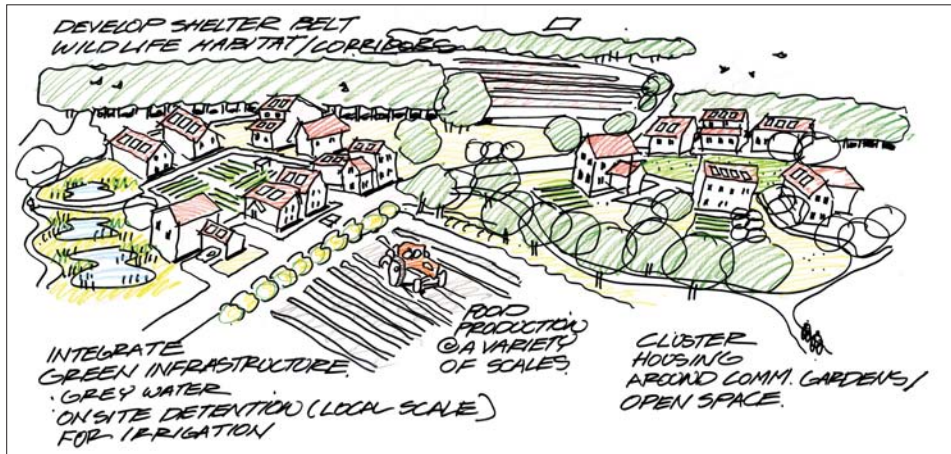 DEVELOP SHELTER BELT
WILDLIFE HABITAT/CORRIDORS
FOOD
PRODUCTION
@ A VARIETY
OF SCALES
INTEGRATE
GREEN INFRASTRUCTURE.
· GREY WATER
ONSITE DETENTION (LOCAL SCALE)
FOR IRRIGATION
CLUSTER
HOUSING
AROUND COMM. GARDENS/
OPEN SPACE.